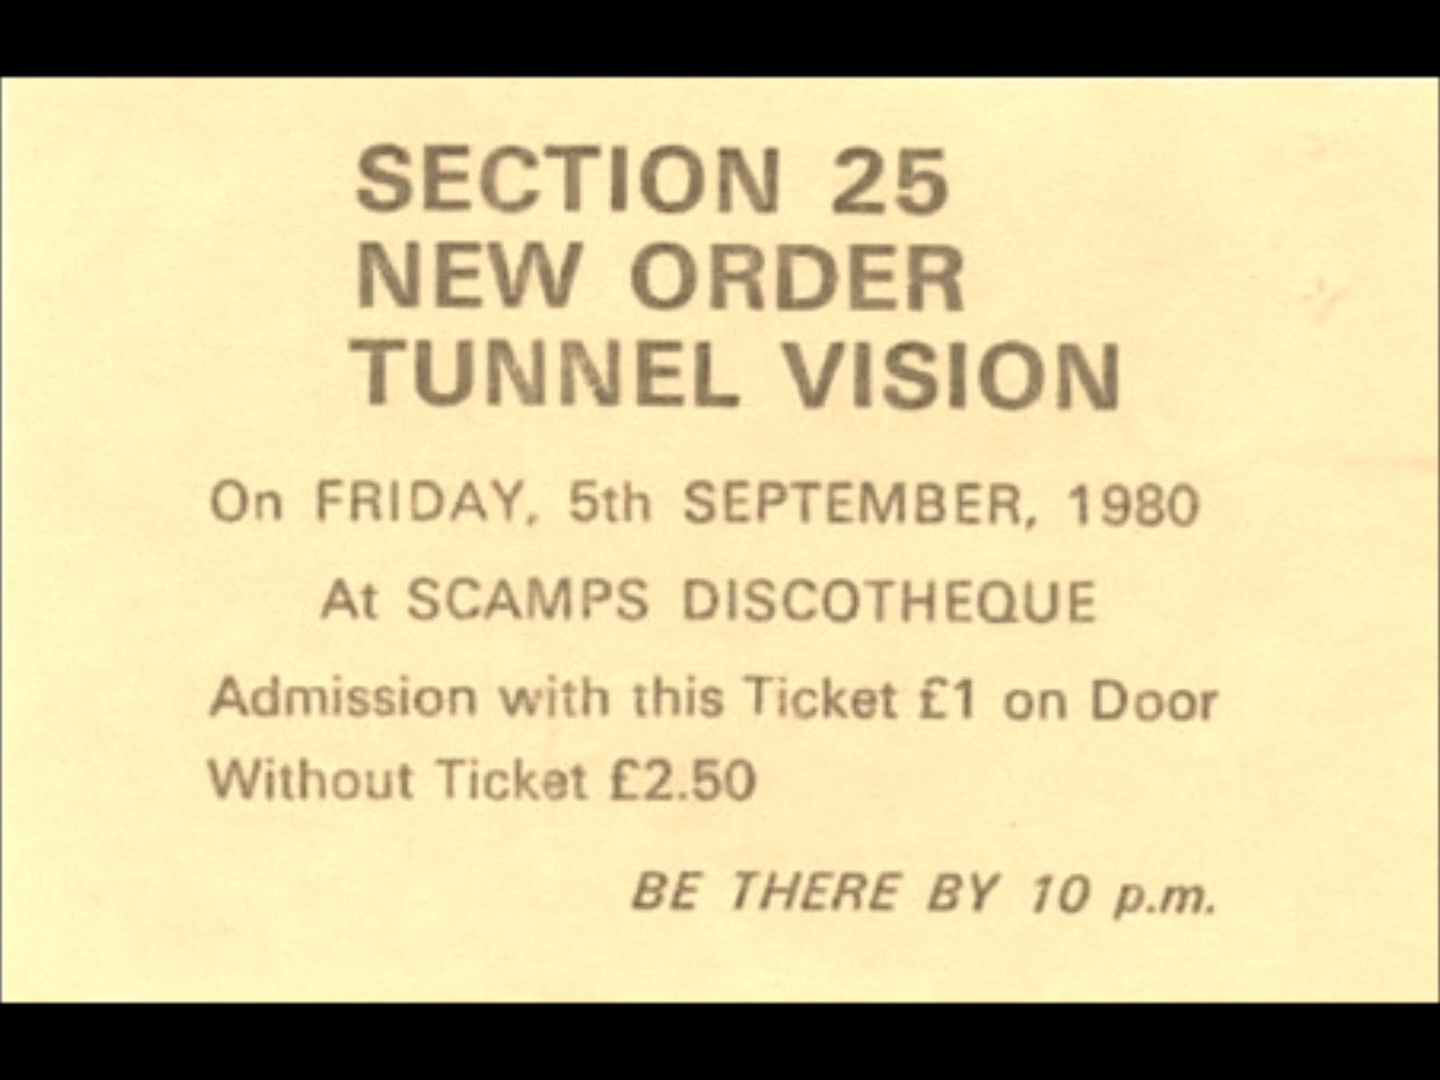 SECTION 25
NEW ORDER
TUNNEL VISION
On FRIDAY, 5th SEPTEMBER, 1980
At SCAMPS DISCOTHEQUE
Admission with this Ticket £1 on Door
Without Ticket £2.50
BE THERE BY 10 p.m.